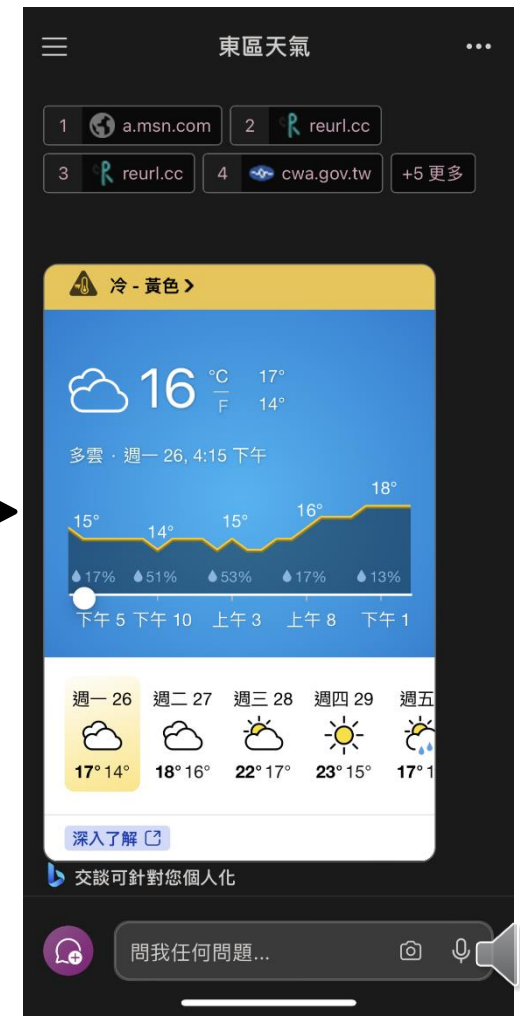 東區天氣
1 a.msn.com 2 reurl.cc
3 reurl.cc 4 cwa.gov.tw +5 更多
冷 - 黃色
16 °C F 17° 14°
多雲 · 週一 26, 4:15 下午
15° 14° 15° 16° 18°
17% 51% 53% 17% 13%
下午 5 下午 10 上午 3 上午 8 下午 1
週一 26 週二 27 週三 28 週四 29 週五
17° 14° 18° 16° 22° 17° 23° 15° 17° 1
深入了解
交談可針對您個人化
問我任何問題...